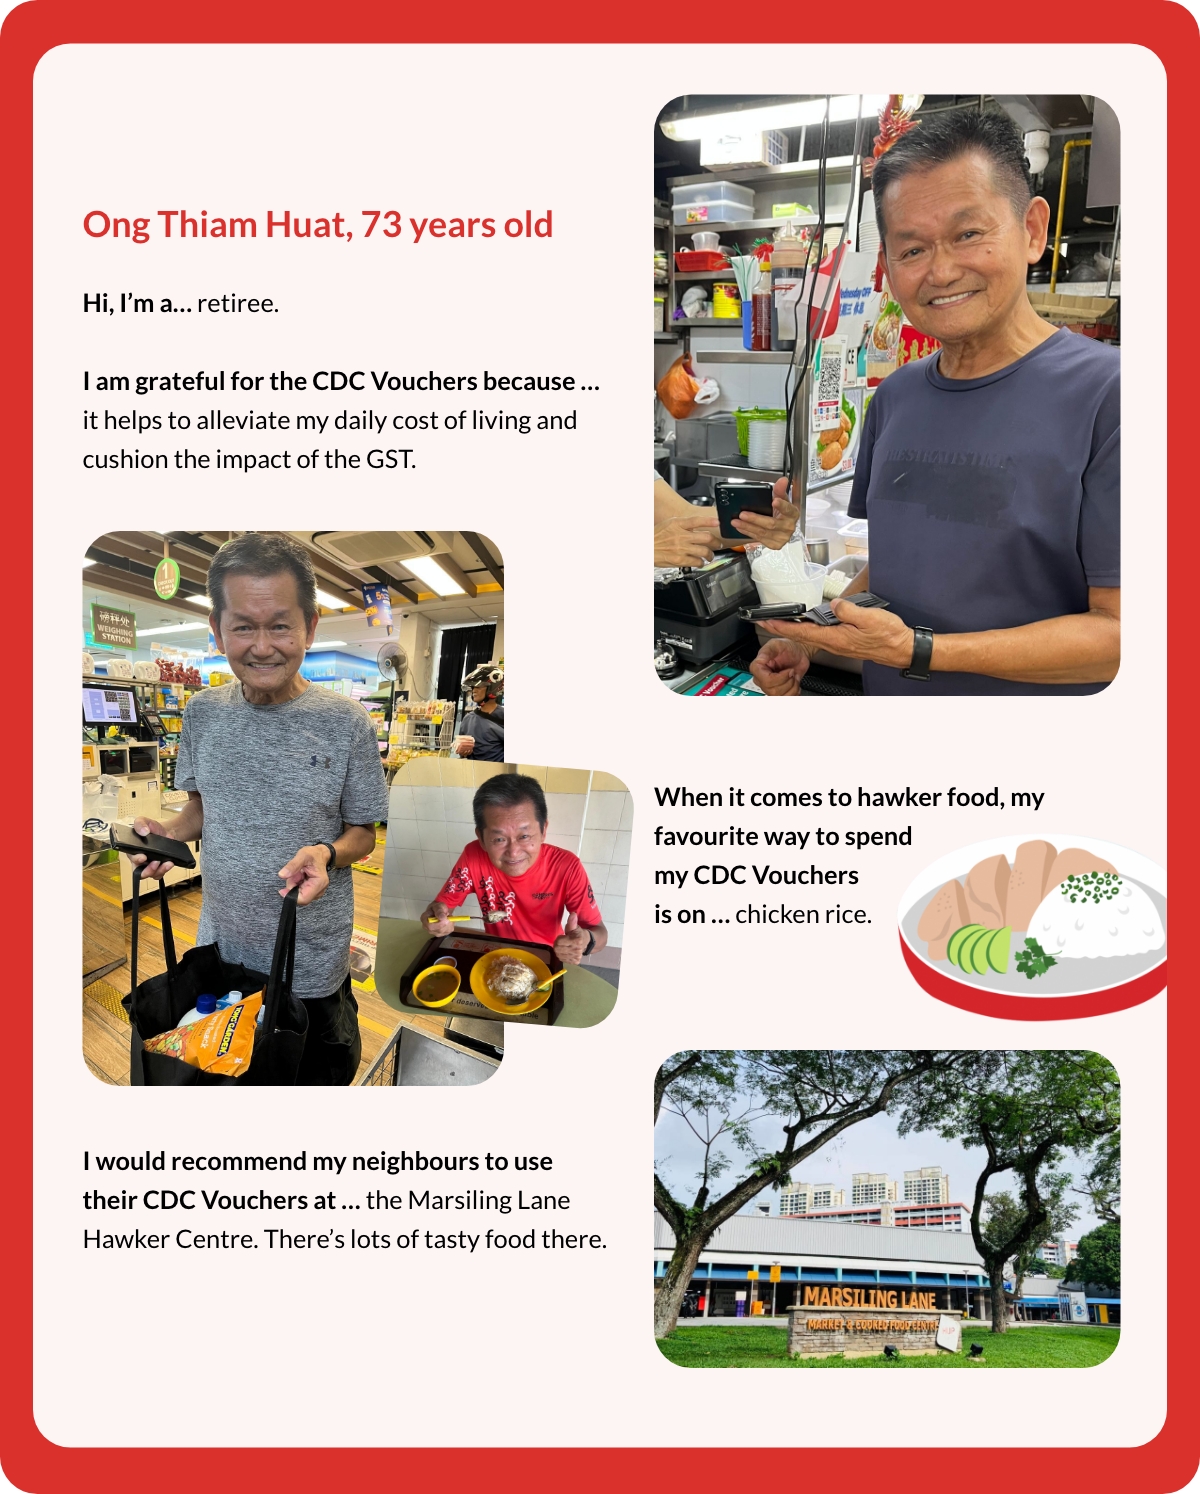 Ong Thiam Huat, 73 years old
Hi, I’m a... retiree.
I am grateful for the CDC Vouchers because ...
it helps to alleviate my daily cost of living and
cushion the impact of the GST.
WEIGHING
STATION
1
When it comes to hawker food, my
favourite way to spend
my CDC Vouchers
is on ... chicken rice.
I would recommend my neighbours to use
their CDC Vouchers at ... the Marsiling Lane
Hawker Centre. There’s lots of tasty food there.
MARSILING LANE
MARKET & COOKED FOOD CENTRE